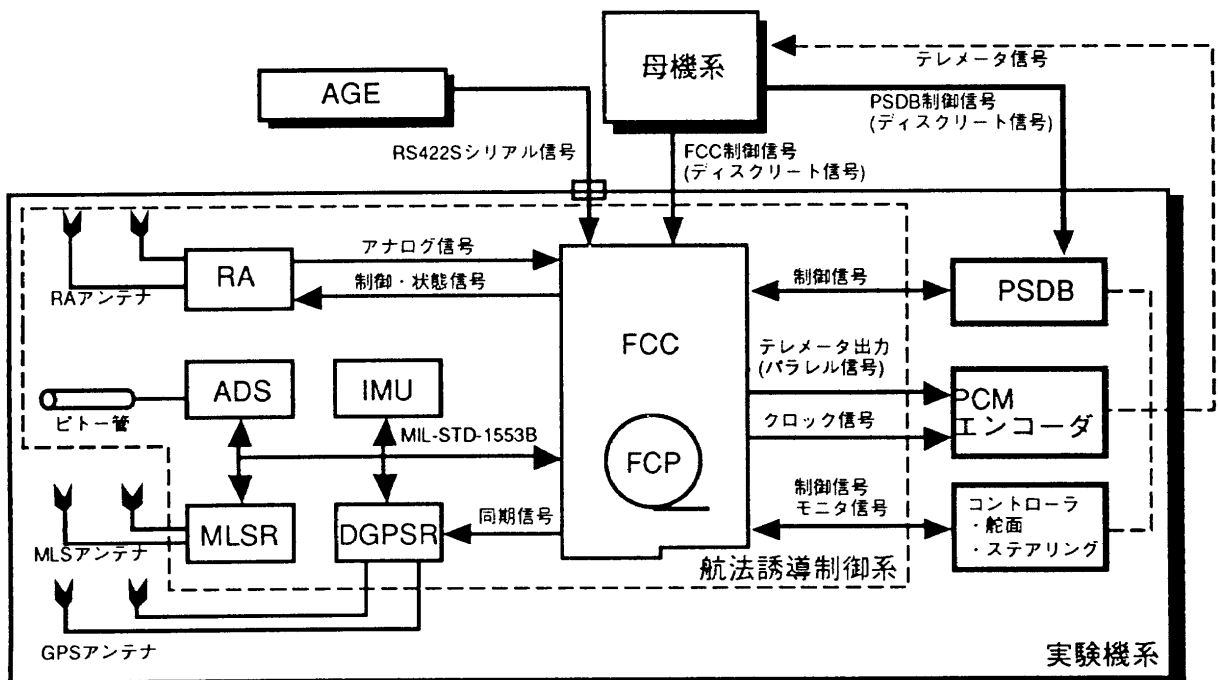 母機系
テレメータ信号
AGE
PSDB制御信号
(ディスクリート信号)
RS422Sシリアル信号
FCC制御信号
(ディスクリート信号)
RA
アナログ信号
制御・状態信号
RAアンテナ
制御信号
PSDB
FCC
テレメータ出力
(パラレル信号)
ADS
IMU
PCM
エンコーダ
ピトー管
MIL-STD-1553B
クロック信号
FCP
制御信号
モニタ信号
コントローラ
・舵面
・ステアリング
MLSR
DGPSR
同期信号
MLSアンテナ
航法誘導制御系
GPSアンテナ
実験機系